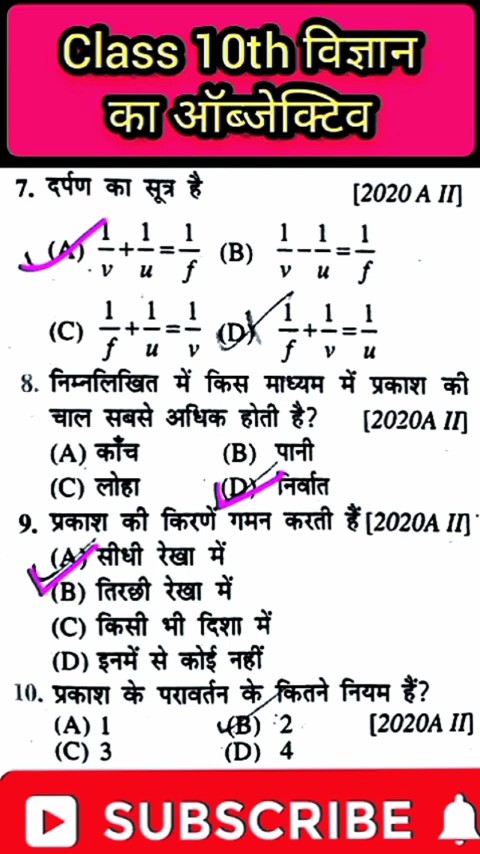 Class 10th विज्ञान
का ऑब्जेक्टिव
7. दर्पण का सूत्र है [2020 A II]
(A) 1/v + 1/u = 1/f (B) 1/v − 1/u = 1/f
(C) 1/f + 1/u = 1/v (D) 1/f + 1/v = 1/u
8. निम्नलिखित में किस माध्यम में प्रकाश की
चाल सबसे अधिक होती है? [2020A II]
(A) काँच (B) पानी
(C) लोहा (D) निर्वात
9. प्रकाश की किरणें गमन करती हैं [2020A II]
(A) सीधी रेखा में
(B) तिरछी रेखा में
(C) किसी भी दिशा में
(D) इनमें से कोई नहीं
10. प्रकाश के परावर्तन के कितने नियम हैं?
(A) 1 (B) 2 [2020A II]
(C) 3 (D) 4
SUBSCRIBE